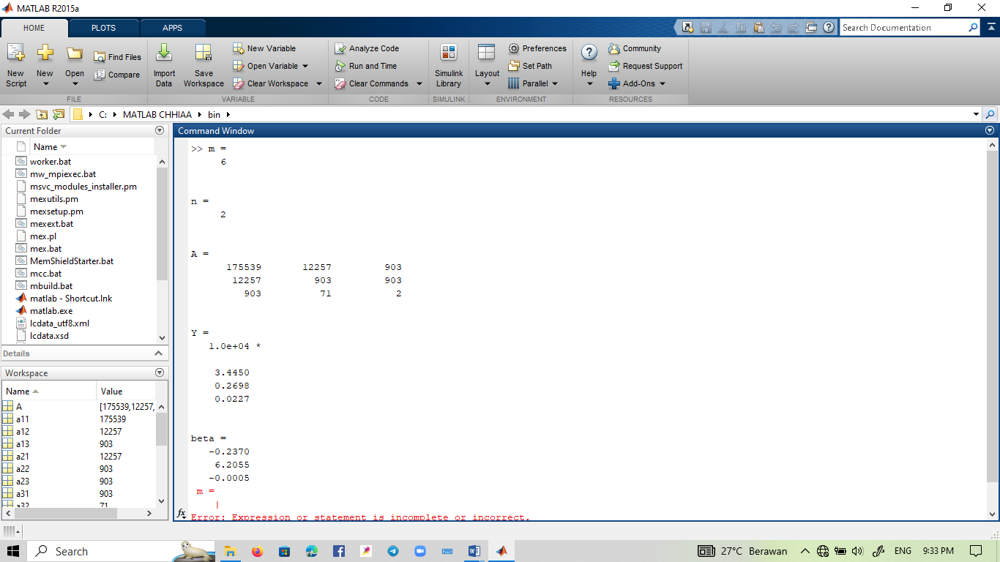 MATLAB R2015a
HOME PLOTS APPS
Search Documentation
New Script New Open Find Files Compare
Import Data Save Workspace New Variable Open Variable Clear Workspace
Analyze Code Run and Time Clear Commands
Simulink Library Layout Preferences Set Path Parallel
Help Community Request Support Add-Ons
FILE VARIABLE CODE SIMULINK ENVIRONMENT RESOURCES
C: MATLAB CHHIAA bin
Current Folder
Name
worker.bat
mw_mpiexec.bat
msvc_modules_installer.pm
mexutils.pm
mexsetup.pm
mexext.bat
mex.pl
mex.bat
MemShieldStarter.bat
mcc.bat
mbuild.bat
matlab - Shortcut.lnk
matlab.exe
lcdata_utf8.xml
lcdata.xsd
Details
Workspace
Name Value
A [175539,12257,
a11 175539
a12 12257
a13 903
a21 12257
a22 903
a23 903
a31 903
a32 71
Command Window
>> m =
6
n =
2
A =
175539 12257 903
12257 903 903
903 71 2
Y =
1.0e+04 *
3.4450
0.2698
0.0227
beta =
-0.2370
6.2055
-0.0005
m =
|
fx Error: Expression or statement is incomplete or incorrect.
Search
27°C Berawan ENG 9:33 PM